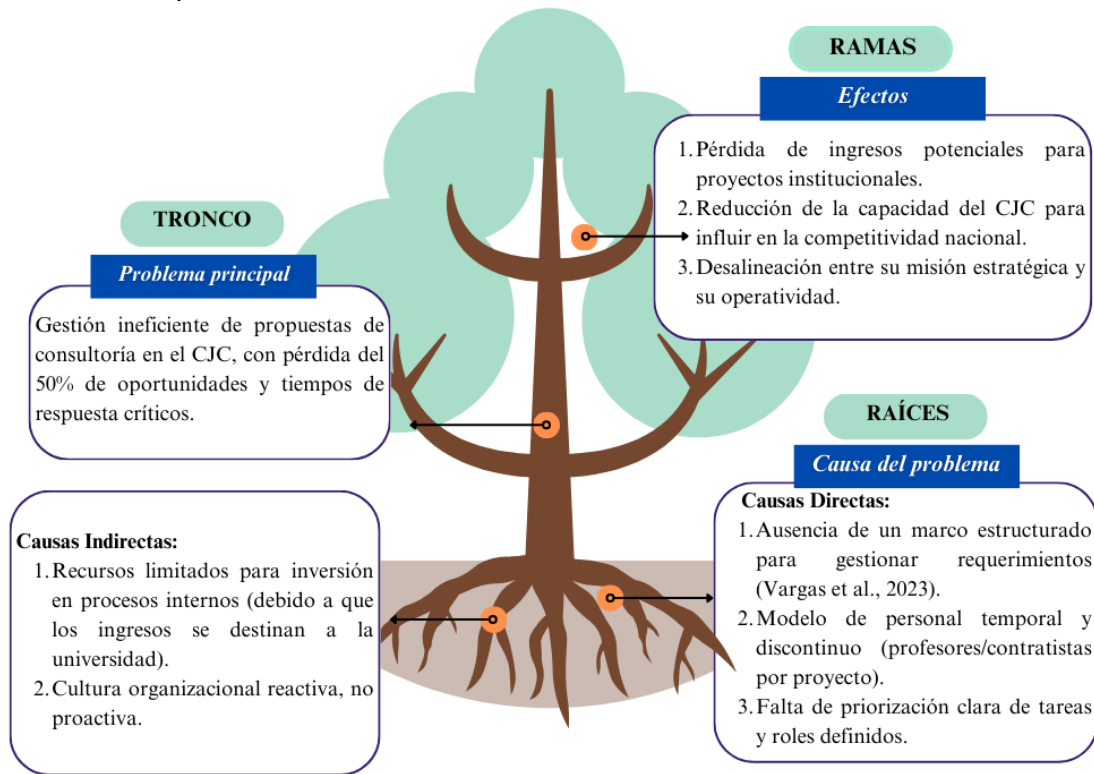 RAMAS
Efectos
1. Pérdida de ingresos potenciales para
proyectos institucionales.
2. Reducción de la capacidad del CJC para
influir en la competitividad nacional.
3. Desalineación entre su misión estratégica y
su operatividad.
TRONCO
Problema principal
Gestión ineficiente de propuestas de
consultoría en el CJC, con pérdida del
50% de oportunidades y tiempos de
respuesta críticos.
RAÍCES
Causa del problema
Causas Directas:
1. Ausencia de un marco estructurado
para gestionar requerimientos
(Vargas et al., 2023).
2. Modelo de personal temporal y
discontinuo (profesores/contratistas
por proyecto).
3. Falta de priorización clara de tareas
y roles definidos.
Causas Indirectas:
1. Recursos limitados para inversión
en procesos internos (debido a que
los ingresos se destinan a la
universidad).
2. Cultura organizacional reactiva, no
proactiva.